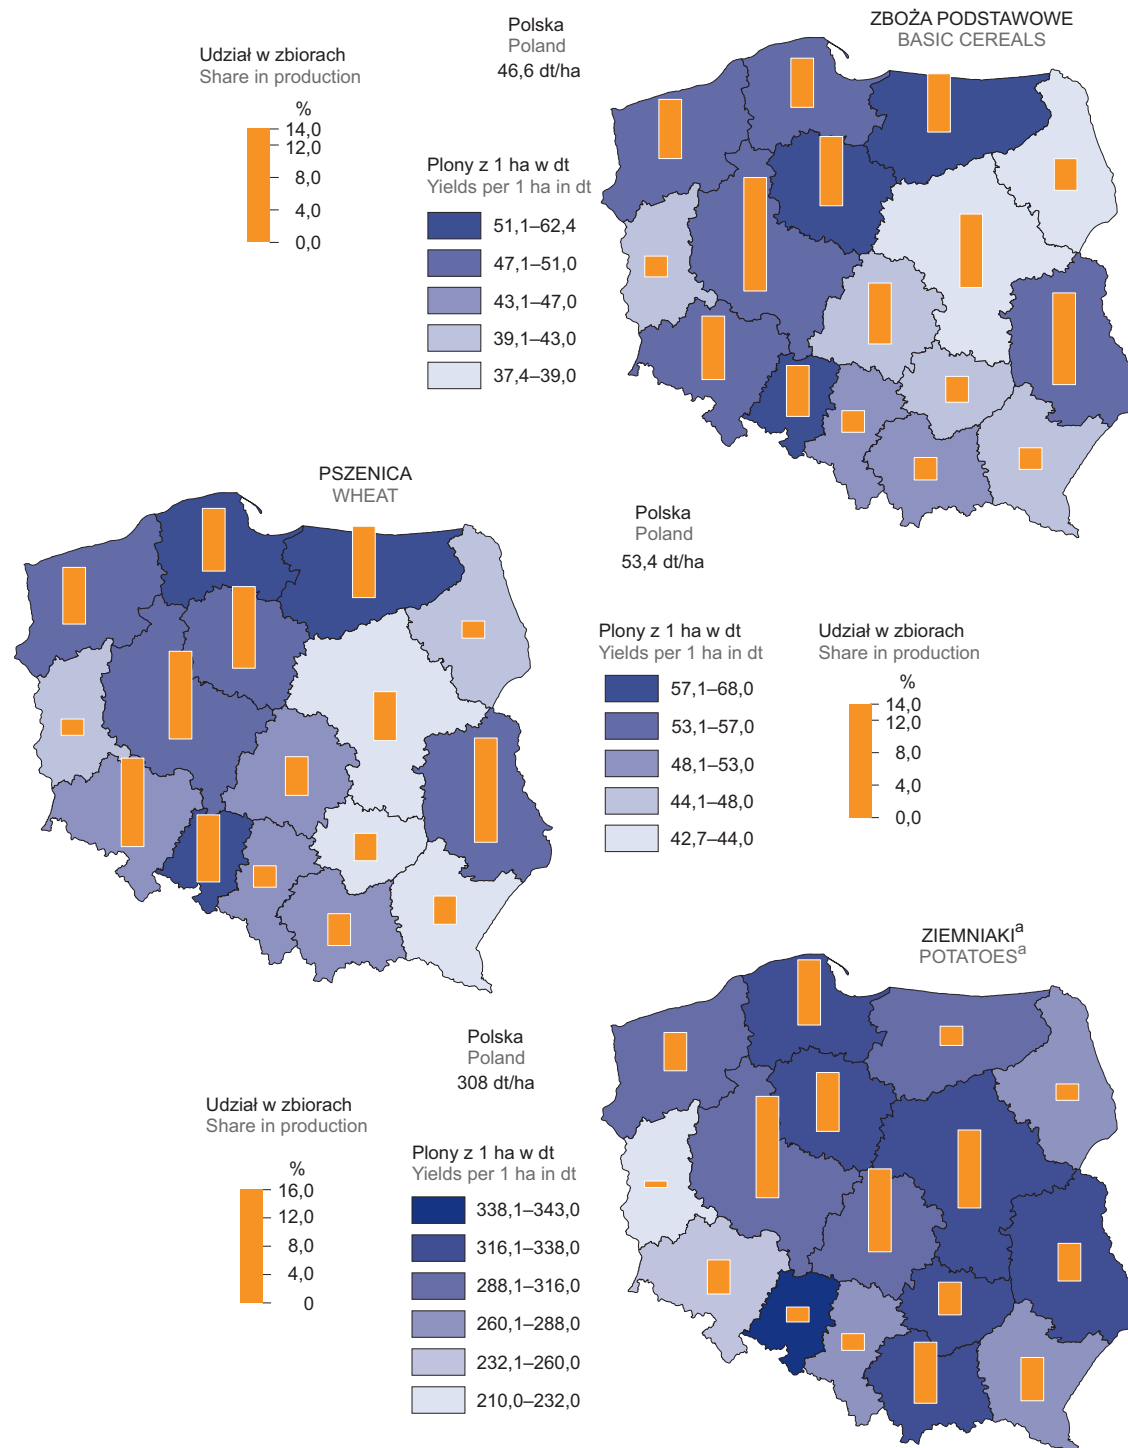 ZBOŻA PODSTAWOWE
BASIC CEREALS
Polska
Poland
46,6 dt/ha
Udział w zbiorach
Share in production
%
14,0
12,0
8,0
4,0
0,0
Plony z 1 ha w dt
Yields per 1 ha in dt
51,1–62,4
47,1–51,0
43,1–47,0
39,1–43,0
37,4–39,0
PSZENICA
WHEAT
Polska
Poland
53,4 dt/ha
Plony z 1 ha w dt
Yields per 1 ha in dt
57,1–68,0
53,1–57,0
48,1–53,0
44,1–48,0
42,7–44,0
Udział w zbiorach
Share in production
%
14,0
12,0
8,0
4,0
0,0
ZIEMNIAKIa
POTATOESa
Polska
Poland
308 dt/ha
Udział w zbiorach
Share in production
%
16,0
12,0
8,0
4,0
0
Plony z 1 ha w dt
Yields per 1 ha in dt
338,1–343,0
316,1–338,0
288,1–316,0
260,1–288,0
232,1–260,0
210,0–232,0